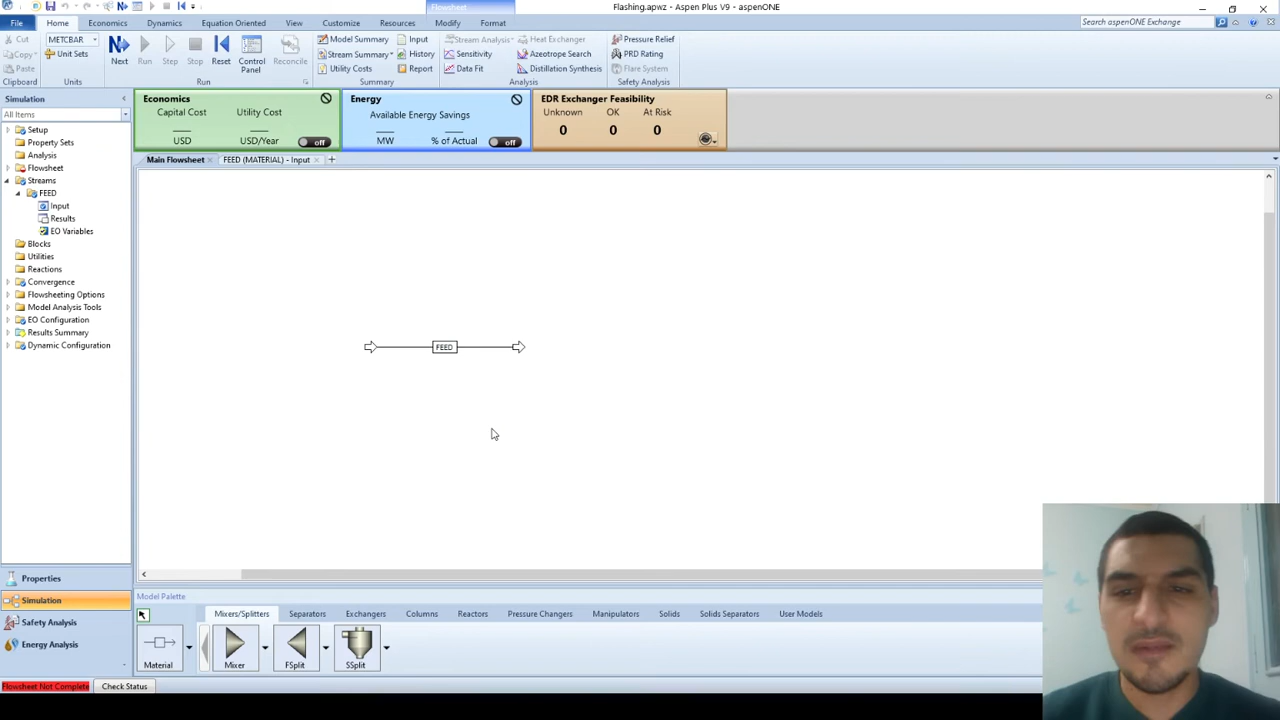 Flowsheet
Flashing.apwz - Aspen Plus V9 - aspenONE
File Home Economics Dynamics Equation Oriented View Customize Resources Modify Format
Search aspenONE Exchange
Cut METCBAR Model Summary Input Stream Analysis Heat Exchanger Pressure Relief
Copy Unit Sets Next Run Step Stop Reset Control Panel Reconcile Stream Summary History Sensitivity Azeotrope Search PRD Rating
Paste Utility Costs Report Data Fit Distillation Synthesis Flare System
Clipboard Units Run Summary Analysis Safety Analysis
Simulation
All Items
Economics
Capital Cost Utility Cost
USD USD/Year off
Energy
Available Energy Savings
MW % of Actual off
EDR Exchanger Feasibility
Unknown OK At Risk
0 0 0
Main Flowsheet FEED (MATERIAL) - Input +
Setup
Property Sets
Analysis
Flowsheet
Streams
FEED
Input
Results
EO Variables
Blocks
Utilities
Reactions
Convergence
Flowsheeting Options
Model Analysis Tools
EO Configuration
Results Summary
Dynamic Configuration
FEED
Properties
Simulation
Safety Analysis
Energy Analysis
Model Palette
Mixers/Splitters Separators Exchangers Columns Reactors Pressure Changers Manipulators Solids Solids Separators User Models
Material Mixer FSplit SSplit
Flowsheet Not Complete Check Status